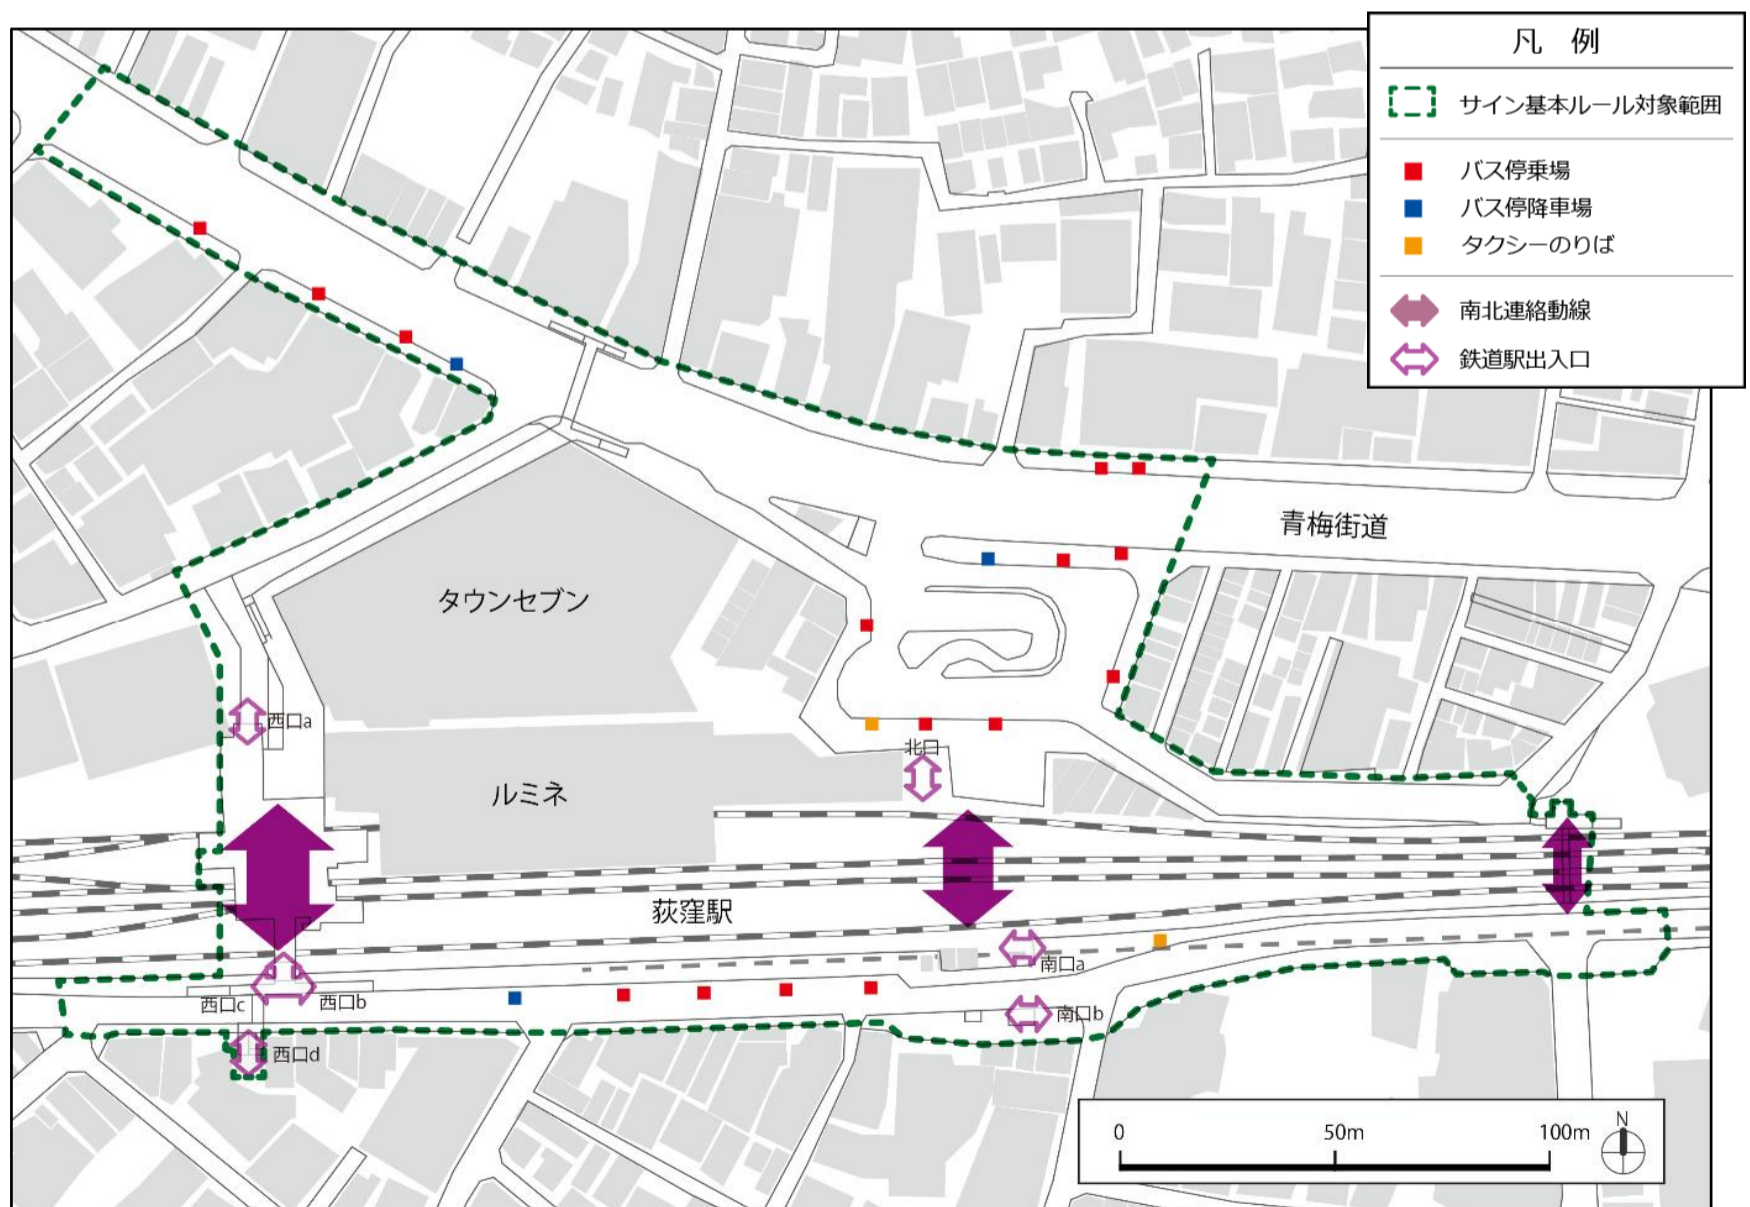 凡 例
サイン基本ルール対象範囲
バス停乗場
バス停降車場
タクシーのりば
南北連絡動線
鉄道駅出入口
青梅街道
タウンセブン
西口a
北口
ルミネ
荻窪駅
南口a
西口c
西口b
南口b
西口d
0 50m 100m
N